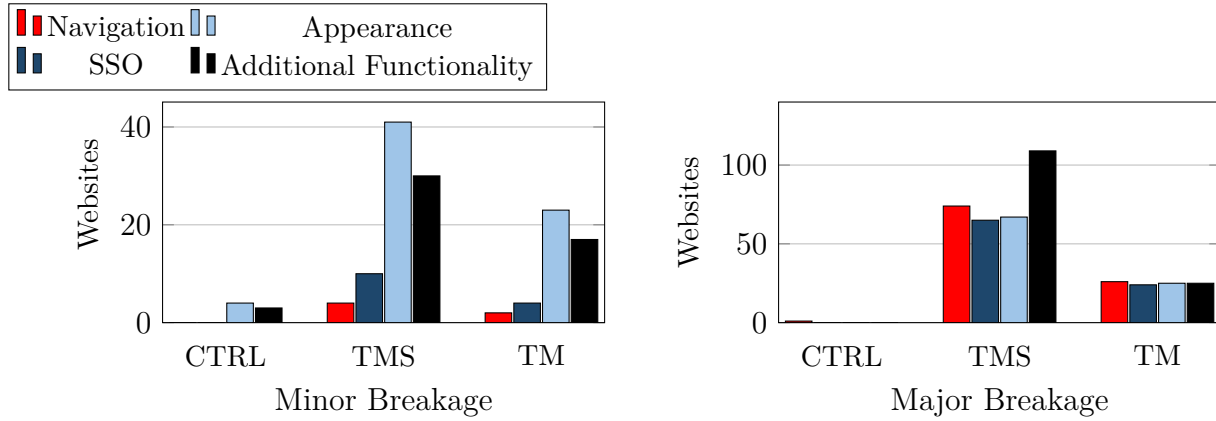 Navigation Appearance
SSO Additional Functionality
40
20
0
Websites
CTRL TMS TM
Minor Breakage
100
50
0
Websites
CTRL TMS TM
Major Breakage